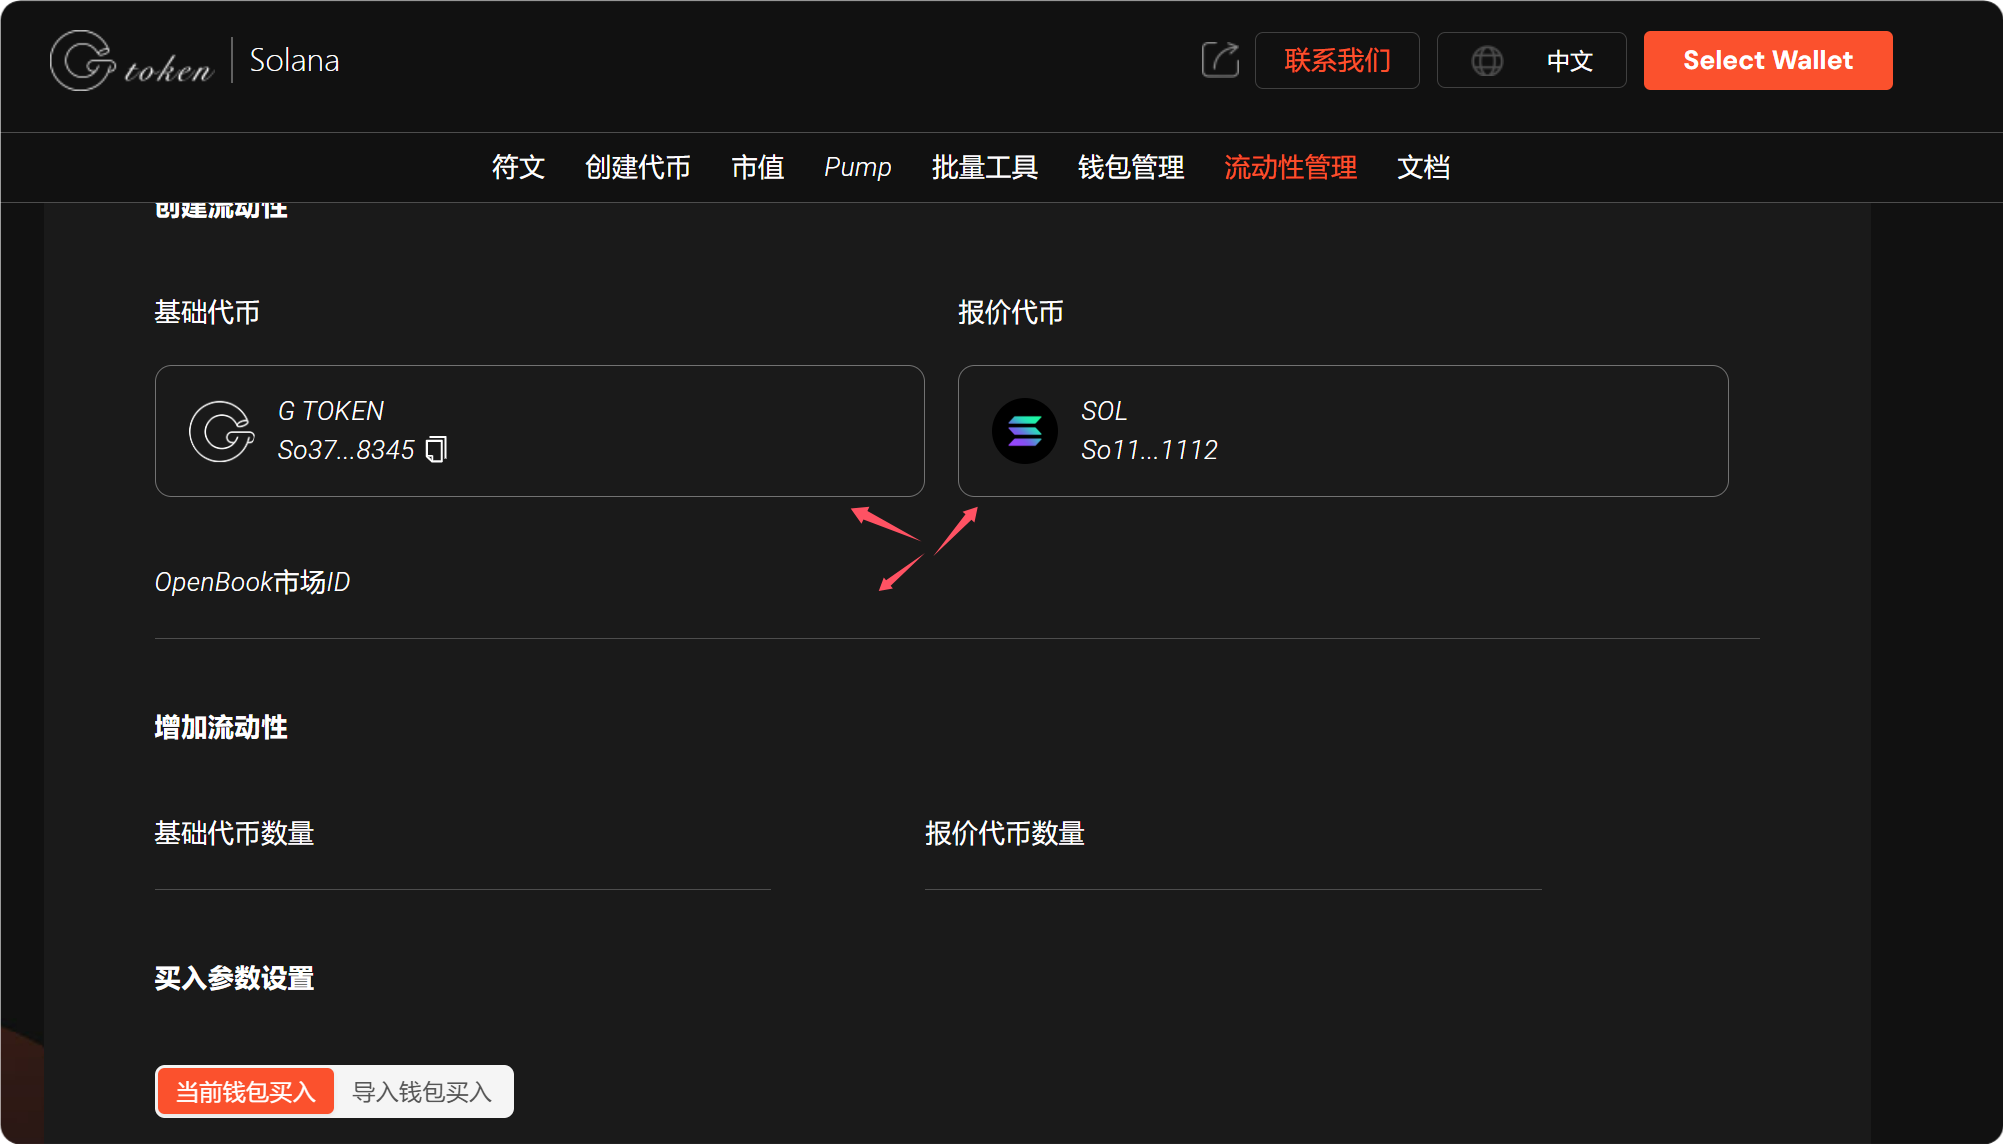 G token | Solana
联系我们
中文
Select Wallet
符文 创建代币 市值 Pump 批量工具 钱包管理 流动性管理 文档
创建流动性
基础代币
报价代币
G TOKEN
So37...8345
SOL
So11...1112
OpenBook市场ID
增加流动性
基础代币数量
报价代币数量
买入参数设置
当前钱包买入 导入钱包买入